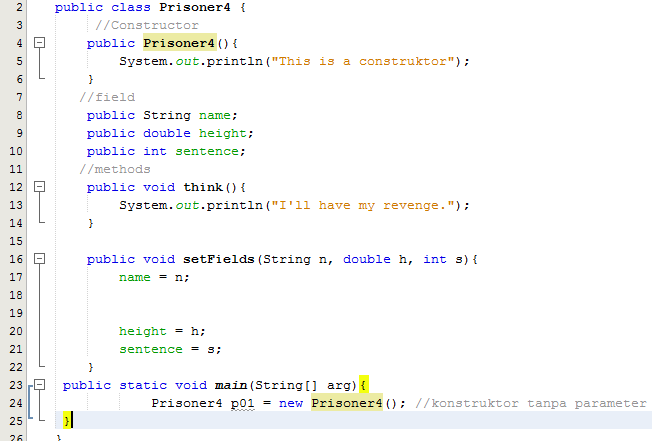 2 public class Prisoner4 {
3 //Constructor
4 public Prisoner4(){
5 System.out.println("This is a construktor");
6 }
7 //field
8 public String name;
9 public double height;
10 public int sentence;
11 //methods
12 public void think(){
13 System.out.println("I'll have my revenge.");
14 }
15
16 public void setFields(String n, double h, int s){
17 name = n;
18
19
20 height = h;
21 sentence = s;
22 }
23 public static void main(String[] arg){
24 Prisoner4 p01 = new Prisoner4(); //konstruktor tanpa parameter
25 }
26 }